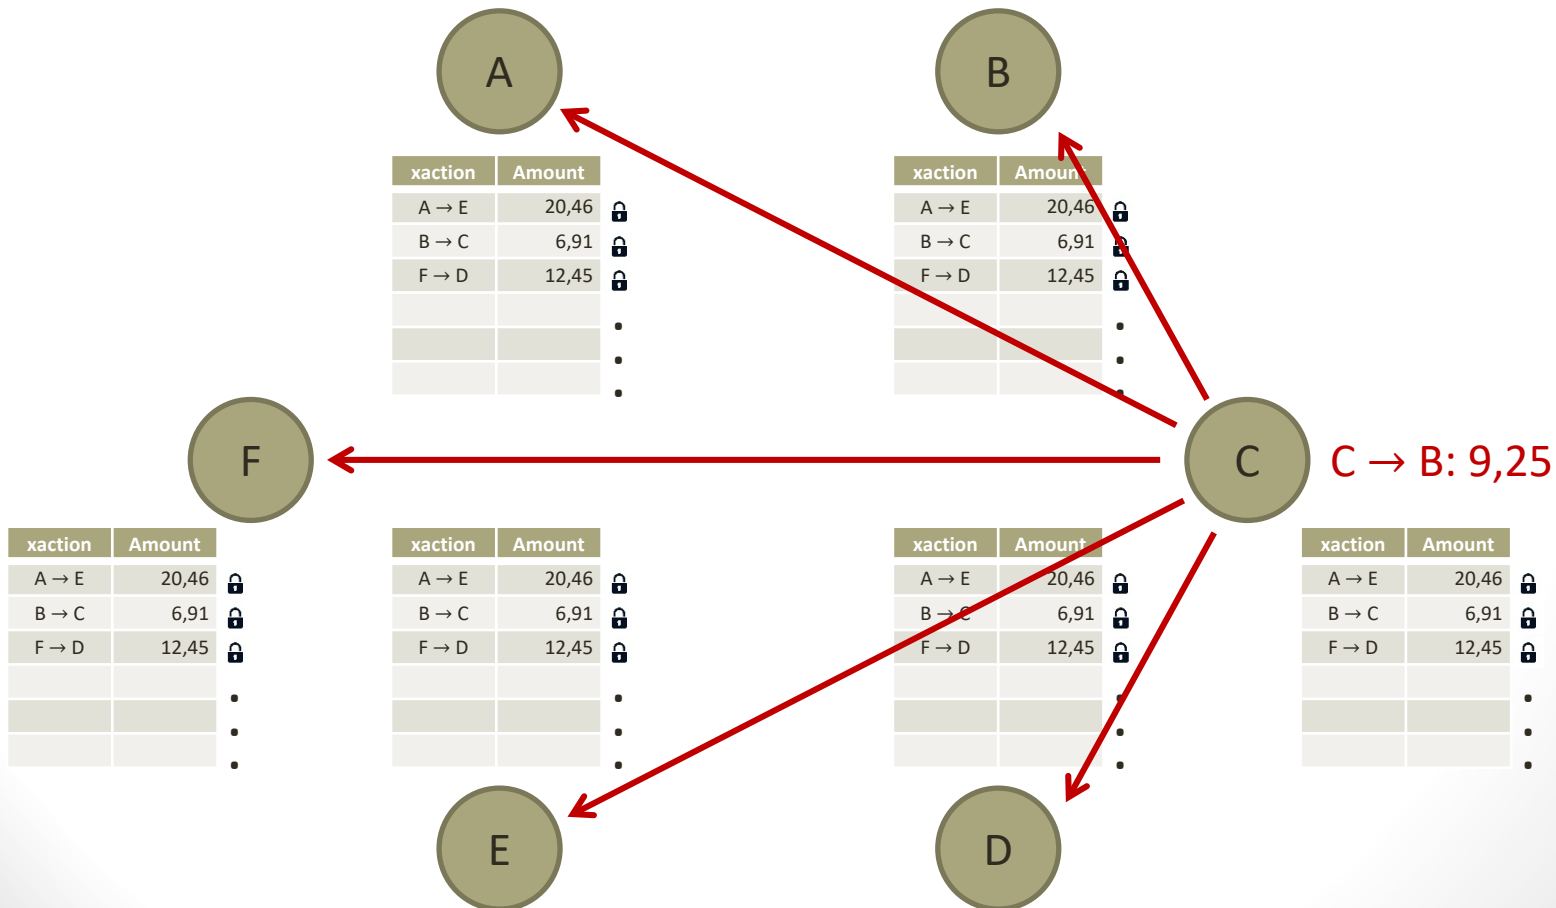 A
B
xaction Amount
A → E 20,46
B → C 6,91
F → D 12,45
xaction Amount
A → E 20,46
B → C 6,91
F → D 12,45
F
C
C → B: 9,25
xaction Amount
A → E 20,46
B → C 6,91
F → D 12,45
xaction Amount
A → E 20,46
B → C 6,91
F → D 12,45
xaction Amount
A → E 20,46
B → C 6,91
F → D 12,45
xaction Amount
A → E 20,46
B → C 6,91
F → D 12,45
E
D